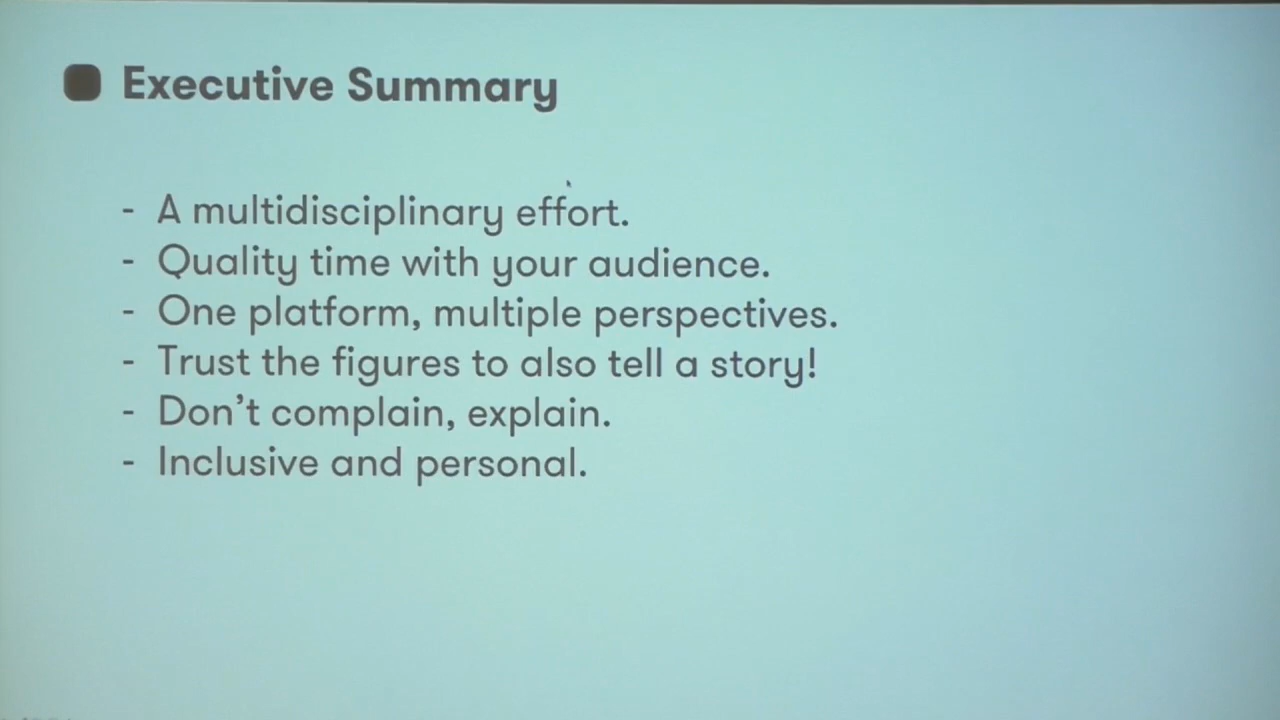 Executive Summary
- A multidisciplinary effort.
- Quality time with your audience.
- One platform, multiple perspectives.
- Trust the figures to also tell a story!
- Don't complain, explain.
- Inclusive and personal.